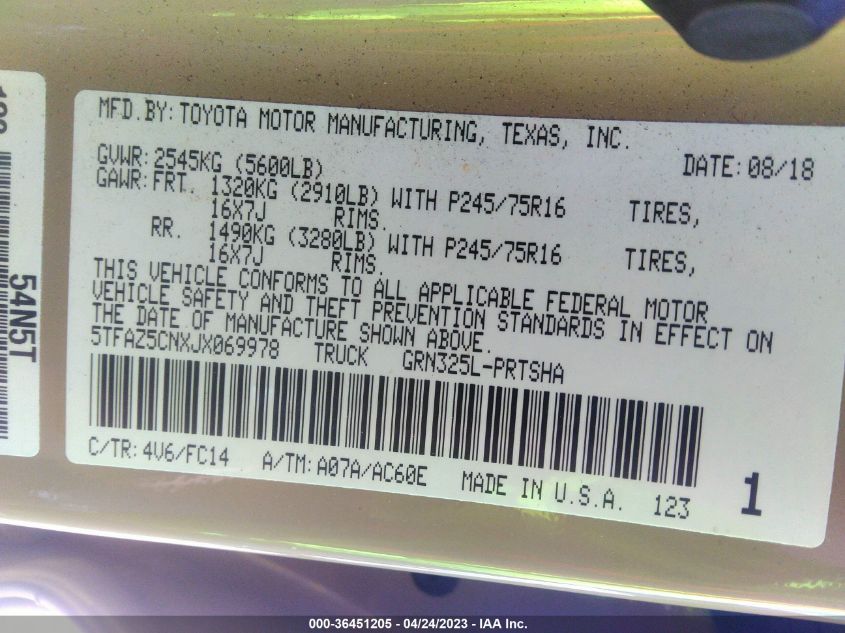 MFD.BY:TOYOTA MOTOR MANUFACTURING, TEXAS, INC.
DATE:08/18
GVWR:2545KG (5600LB)
GAWR:FRT. 1320KG (2910LB) WITH P245/75R16 TIRES,
16X7J RIMS.
RR. 1490KG (3280LB) WITH P245/75R16 TIRES,
16X7J RIMS.
THIS VEHICLE CONFORMS TO ALL APPLICABLE FEDERAL MOTOR
VEHICLE SAFETY AND THEFT PREVENTION STANDARDS IN EFFECT ON
THE DATE OF MANUFACTURE SHOWN ABOVE.
5TFAZ5CNXJX069978 TRUCK GRN325L-PRTSHA
C/TR:4V6/FC14 A/TM:A07A/AC60E MADE IN U.S.A. 123 1
54N5T
000-36451205 - 04/24/2023 - IAA Inc.